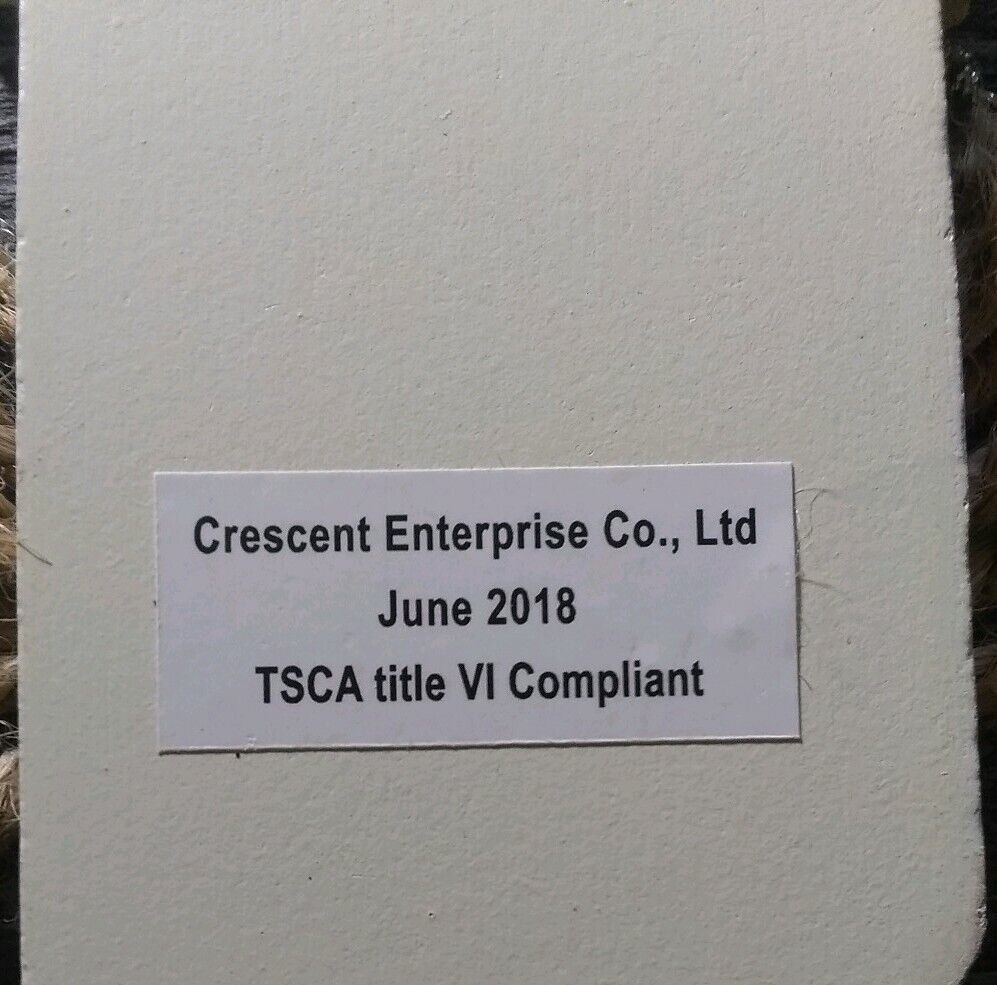 Crescent Enterprise Co., Ltd
June 2018
TSCA title VI Compliant